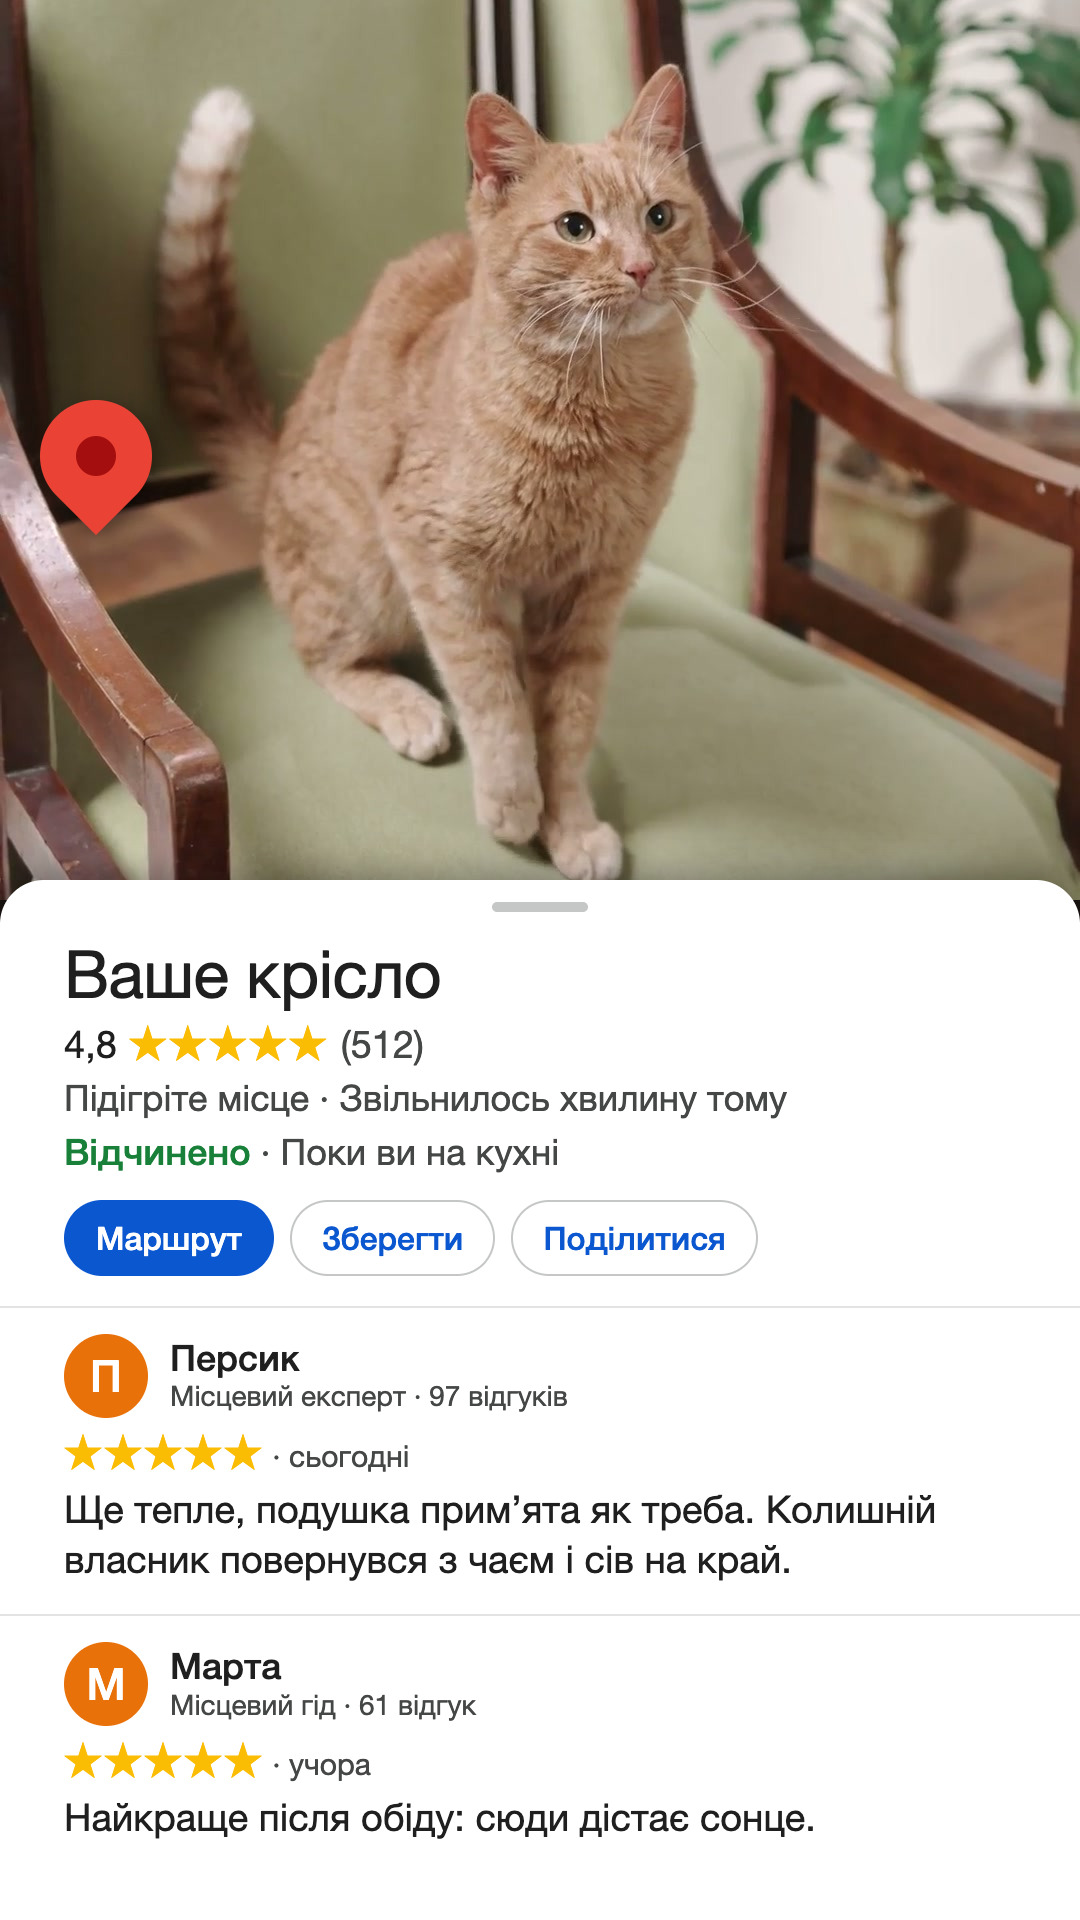 Ваше крісло
4,8 ★★★★★ (512)
Підігріте місце · Звільнилось хвилину тому
Відчинено · Поки ви на кухні
Маршрут Зберегти Поділитися
П
Персик
Місцевий експерт · 97 відгуків
★★★★★ · сьогодні
Ще тепле, подушка прим’ята як треба. Колишній
власник повернувся з чаєм і сів на край.
М
Марта
Місцевий гід · 61 відгук
★★★★★ · учора
Найкраще після обіду: сюди дістає сонце.